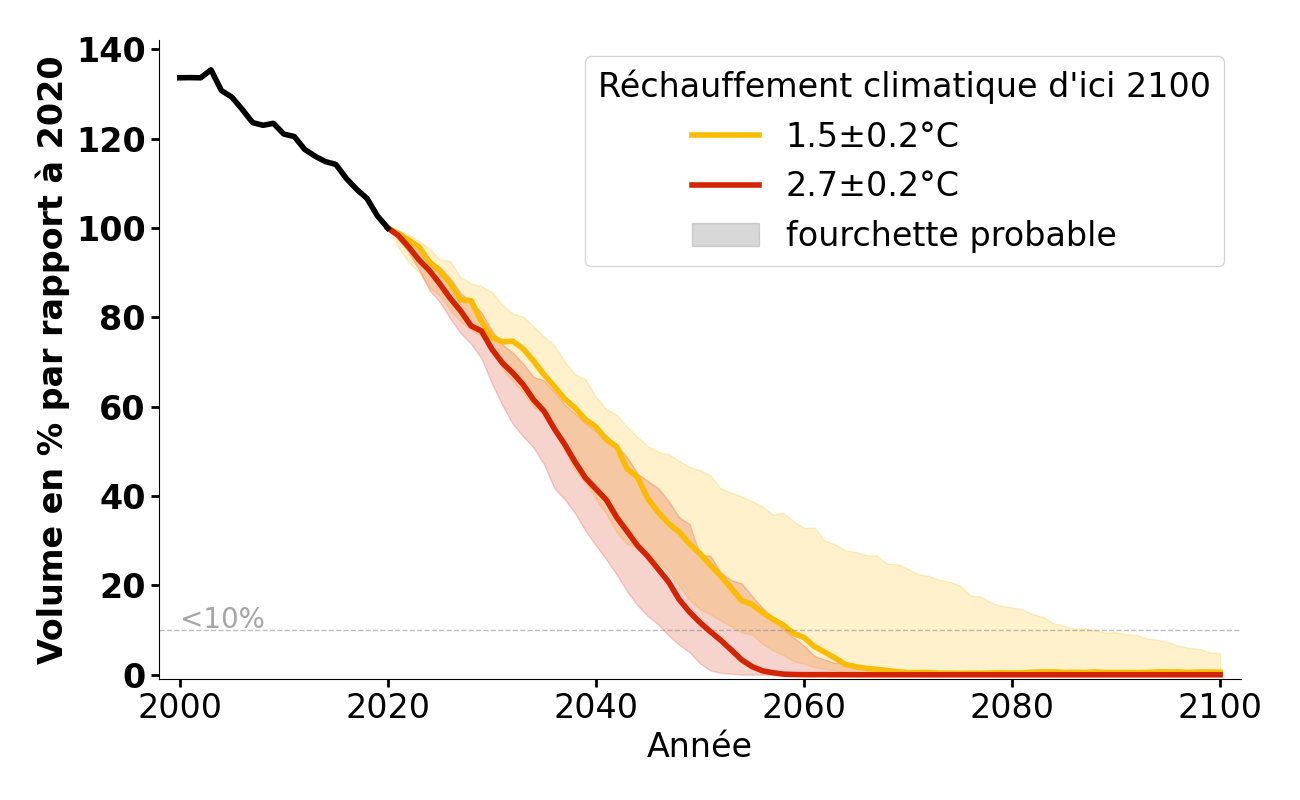 Volume en % par rapport à 2020
140
120
100
80
60
40
20
0
<10%
Réchauffement climatique d'ici 2100
1.5±0.2°C
2.7±0.2°C
fourchette probable
2000 2020 2040 2060 2080 2100
Année